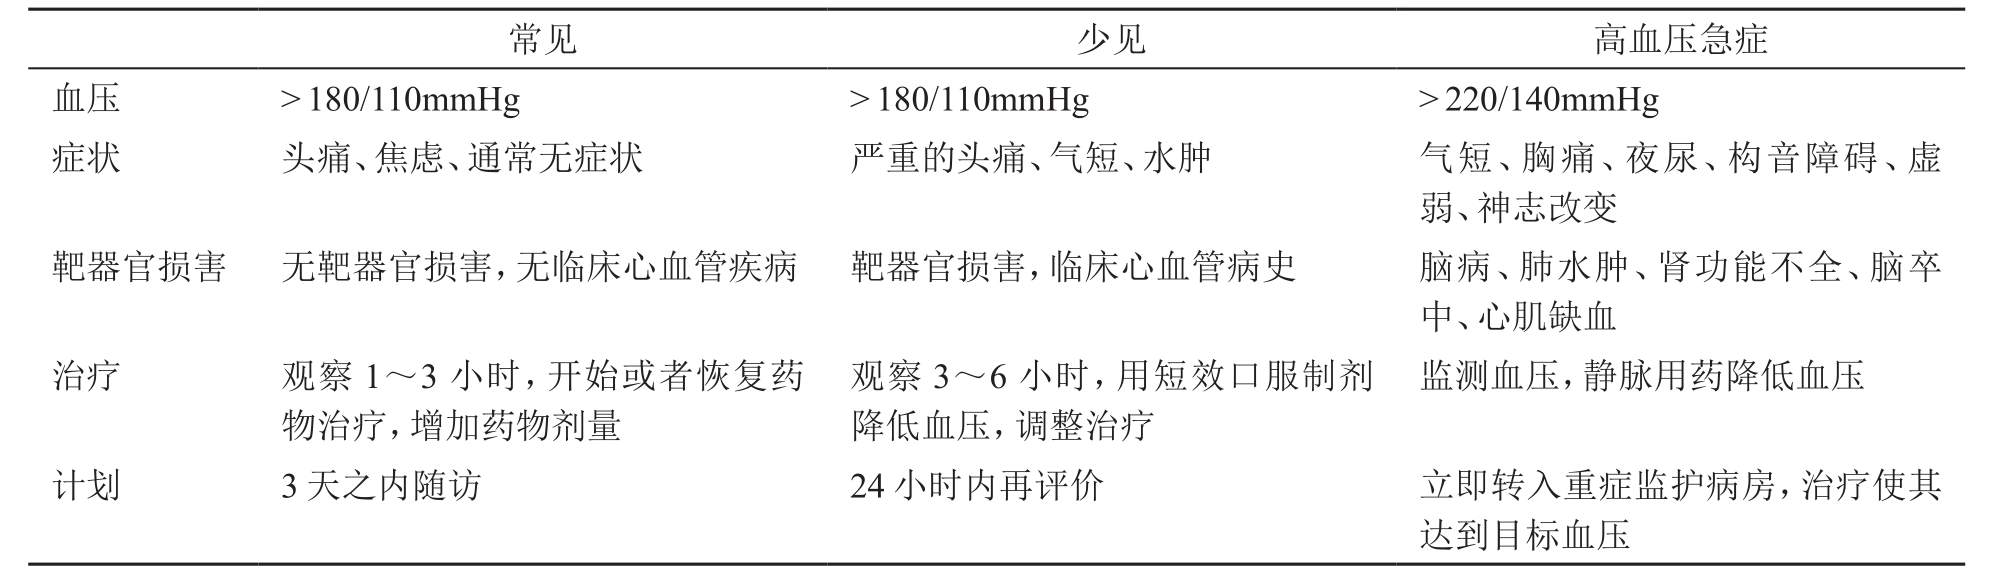 常见 少见 高血压急症
血压 > 180/110mmHg > 180/110mmHg > 220/140mmHg
症状 头痛、焦虑、通常无症状 严重的头痛、气短、水肿 气短、胸痛、夜尿、构音障碍、虚
弱、神志改变
靶器官损害 无靶器官损害，无临床心血管疾病 靶器官损害，临床心血管病史 脑病、肺水肿、肾功能不全、脑卒
中、心肌缺血
治疗 观察 1～3 小时，开始或者恢复药 观察 3～6 小时，用短效口服制剂 监测血压，静脉用药降低血压
物治疗，增加药物剂量 降低血压，调整治疗
计划 3 天之内随访 24 小时内再评价 立即转入重症监护病房，治疗使其
达到目标血压